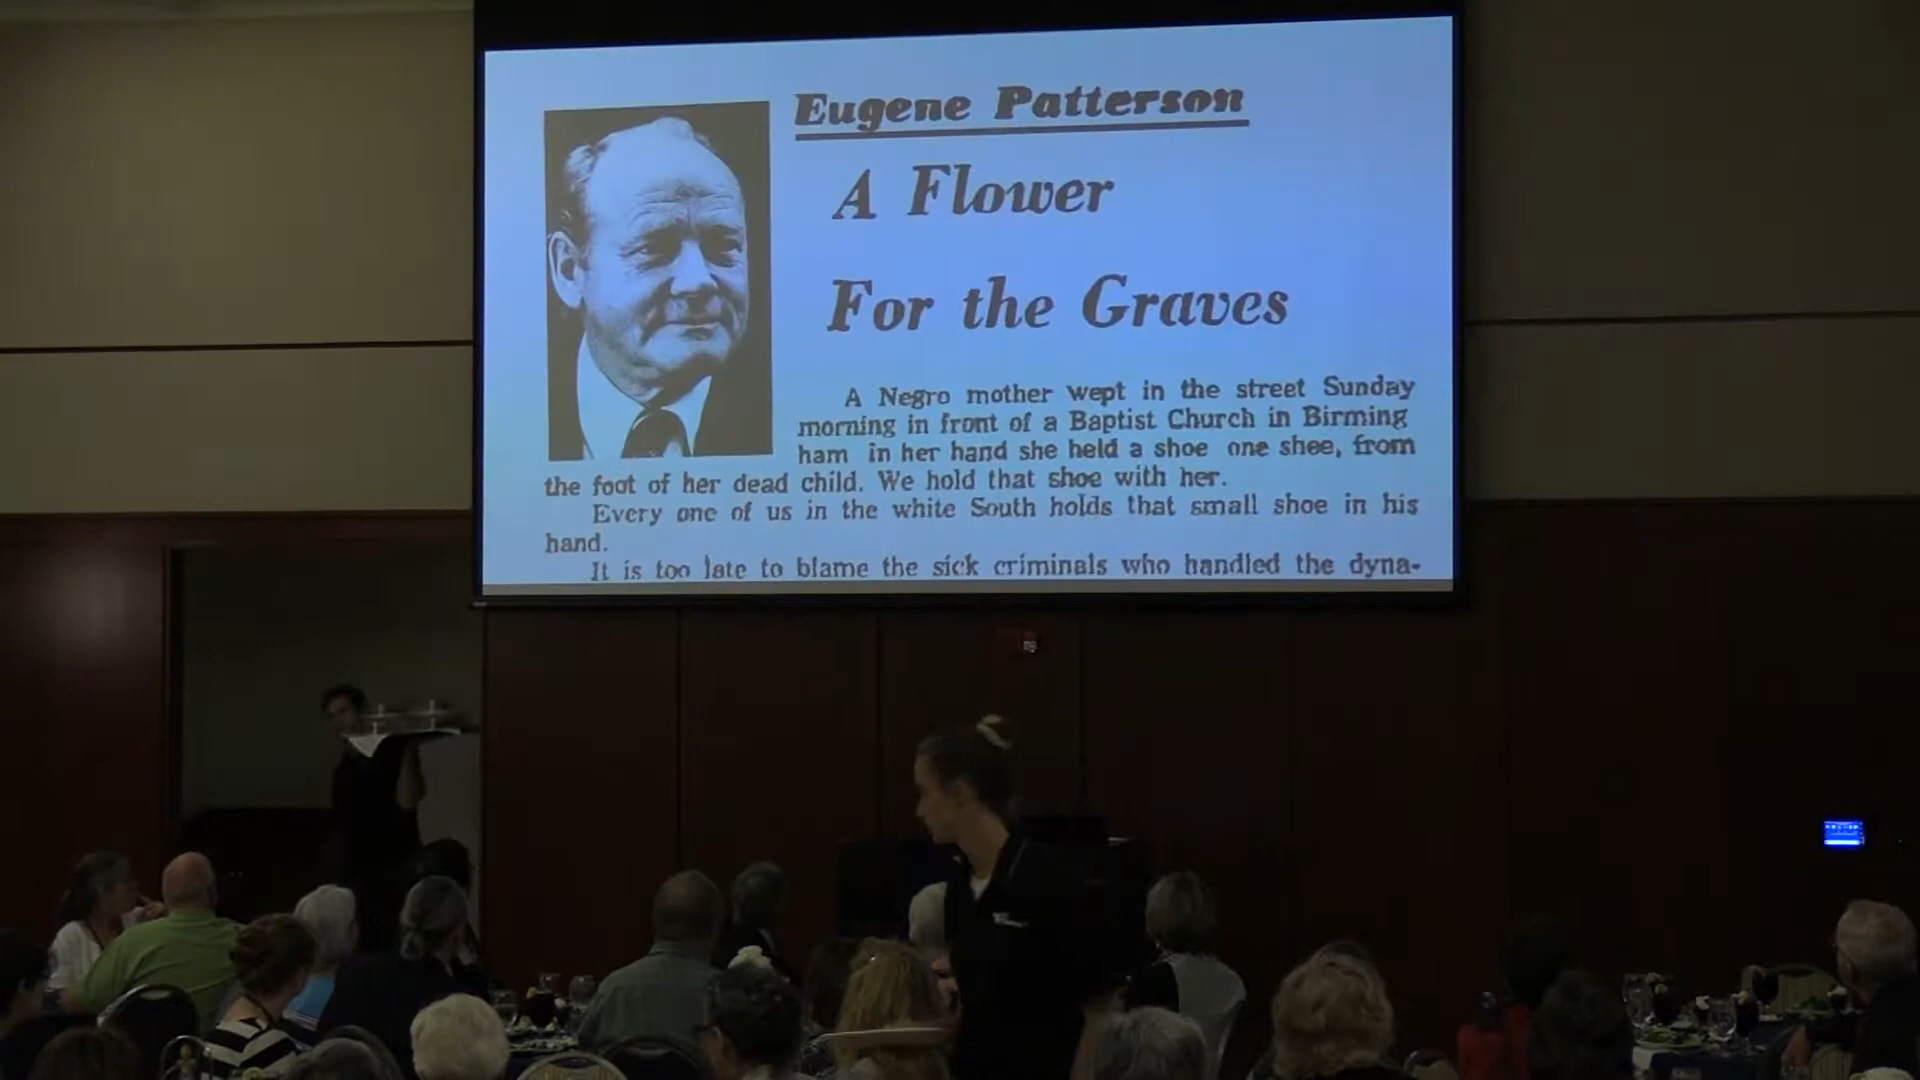 Eugene Patterson
A Flower
For the Graves
A Negro mother wept in the street Sunday
morning in front of a Baptist Church in Birming
ham in her hand she held a shoe one shee, from
the foot of her dead child. We hold that shoe with her.
Every one of us in the white South holds that small shoe in his
hand.
It is too late to blame the sick criminals who handled the dyna-